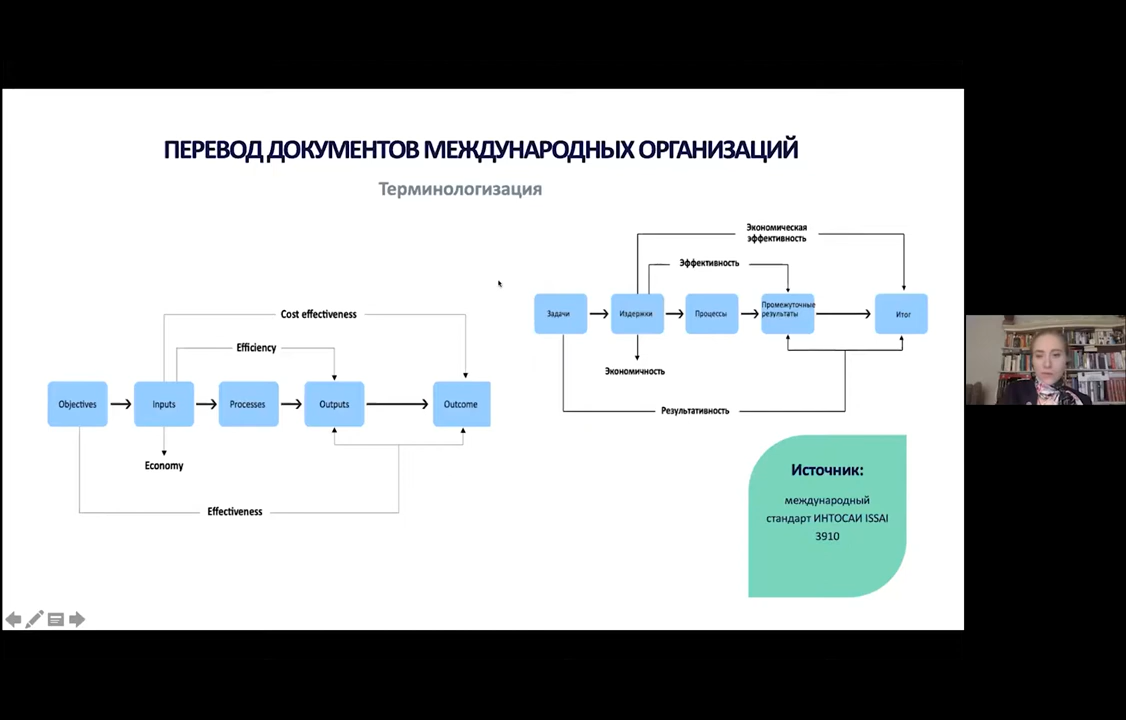 ПЕРЕВОД ДОКУМЕНТОВ МЕЖДУНАРОДНЫХ ОРГАНИЗАЦИЙ
Терминологизация
Cost effectiveness
Efficiency
Objectives
Inputs
Processes
Outputs
Outcome
Economy
Effectiveness
Экономическая
эффективность
Эффективность
Задачи
Издержки
Процессы
Промежуточные
результаты
Итог
Экономичность
Результативность
Источник:
международный
стандарт ИНТОСАИ ISSAI
3910